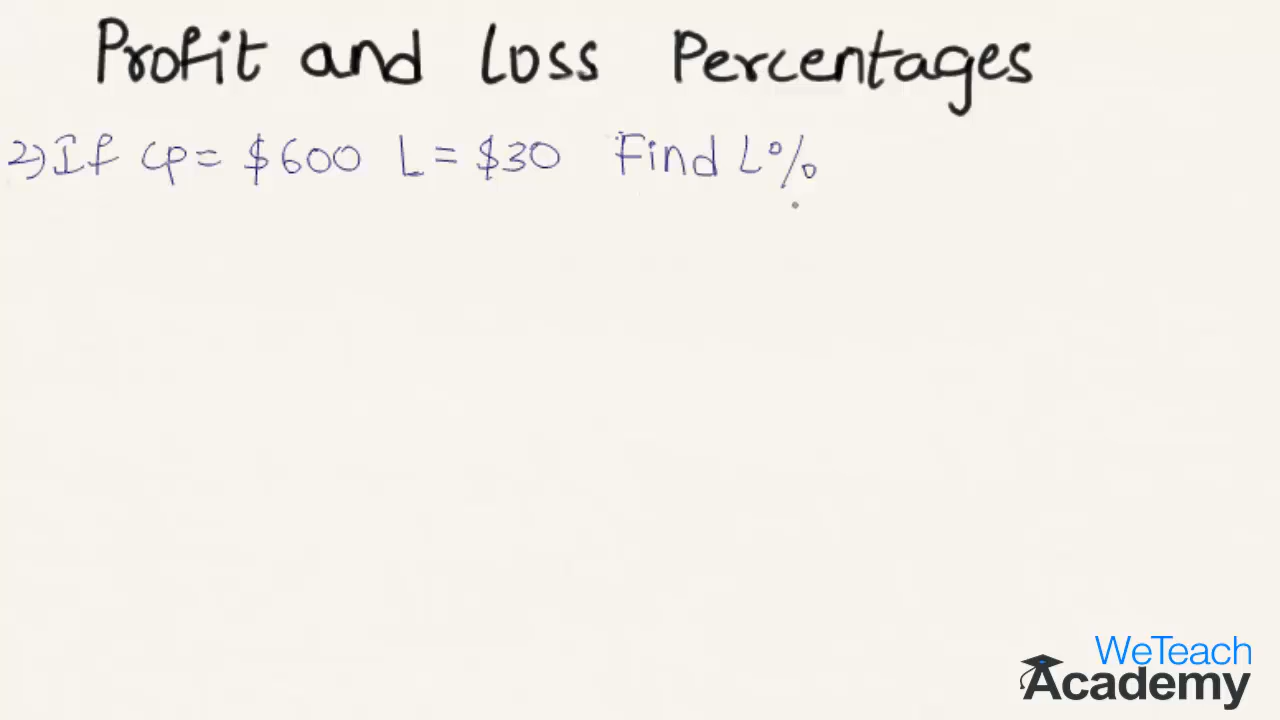 Profit and Loss Percentages
2) If CP = $600 L = $30 Find L%
WeTeach
Academy